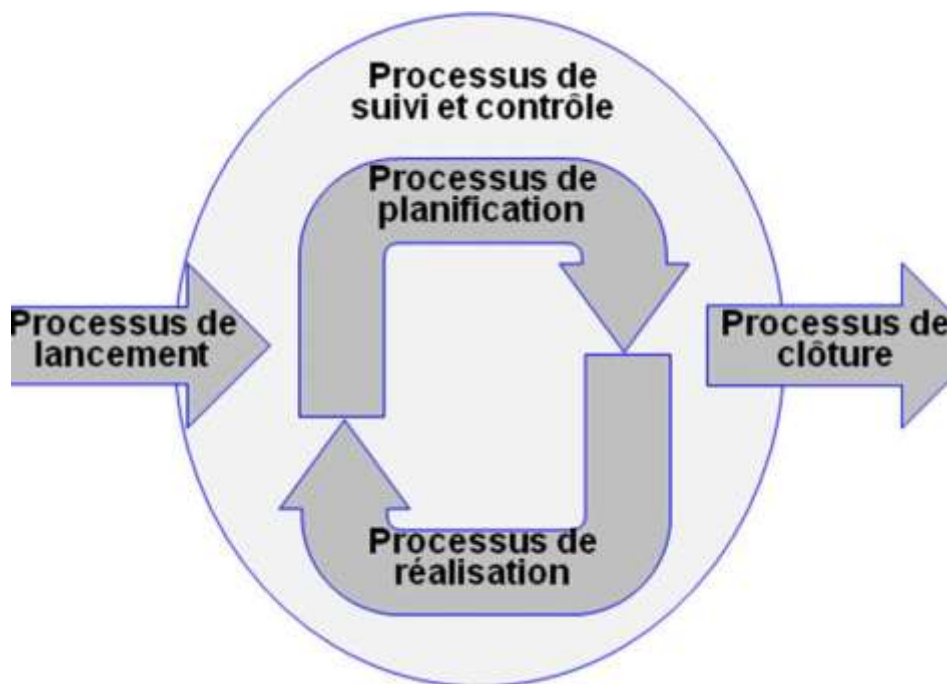 Processus de
suivi et contrôle
Processus de
planification
Processus de
lancement
Processus de
clôture
Processus de
réalisation